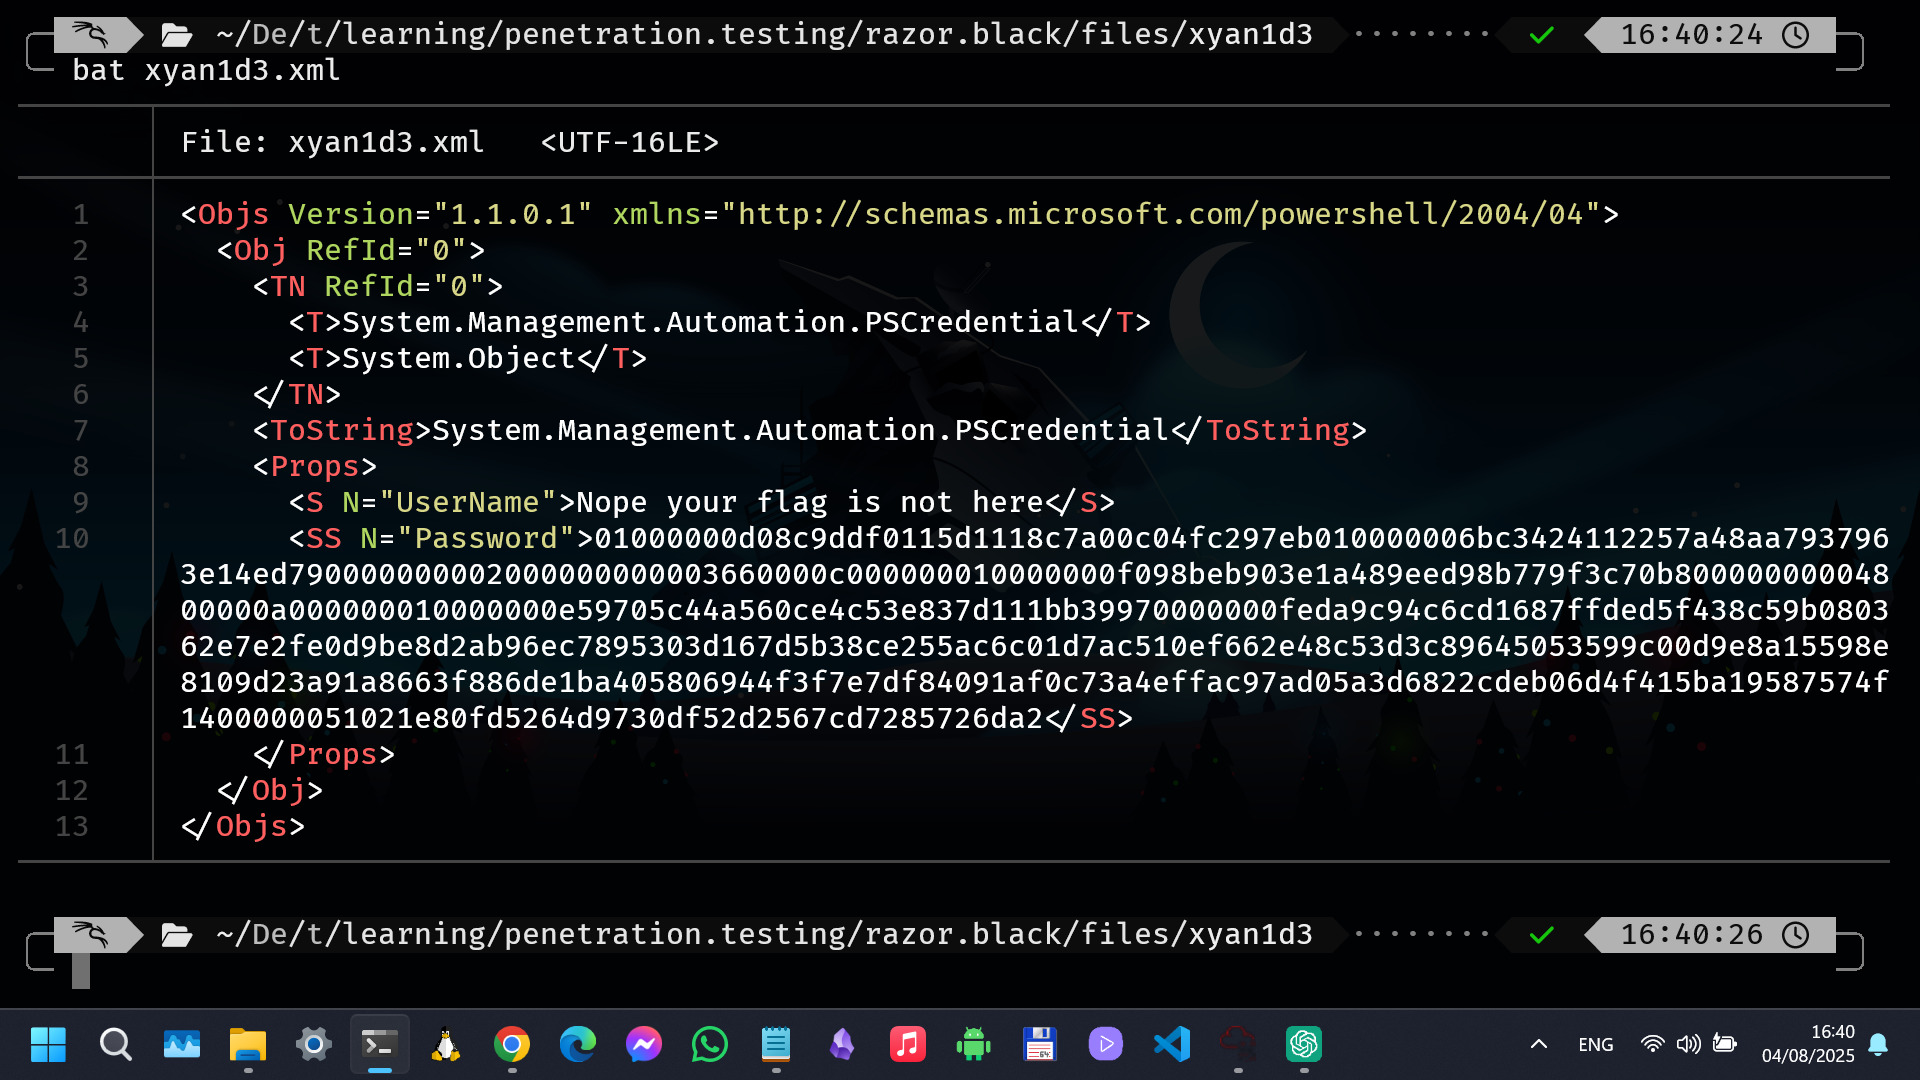 ~/De/t/learning/penetration.testing/razor.black/files/xyan1d3 16:40:24
bat xyan1d3.xml
File: xyan1d3.xml <UTF-16LE>
1 <Objs Version="1.1.0.1" xmlns="http://schemas.microsoft.com/powershell/2004/04">
2 <Obj RefId="0">
3 <TN RefId="0">
4 <T>System.Management.Automation.PSCredential</T>
5 <T>System.Object</T>
6 </TN>
7 <ToString>System.Management.Automation.PSCredential</ToString>
8 <Props>
9 <S N="UserName">Nope your flag is not here</S>
10 <SS N="Password">01000000d08c9ddf0115d1118c7a00c04fc297eb010000006bc3424112257a48aa793796
3e14ed790000000002000000000003660000c000000010000000f098beb903e1a489eed98b779f3c70b80000000048
00000a000000010000000e59705c44a560ce4c53e837d111bb39970000000feda9c94c6cd1687ffded5f438c59b0803
62e7e2fe0d9be8d2ab96ec7895303d167d5b38ce255ac6c01d7ac510ef662e48c53d3c89645053599c00d9e8a15598e
8109d23a91a8663f886de1ba405806944f3f7e7df84091af0c73a4effac97ad05a3d6822cdeb06d4f415ba19587574f
1400000051021e80fd5264d9730df52d2567cd7285726da2</SS>
11 </Props>
12 </Obj>
13 </Objs>
~/De/t/learning/penetration.testing/razor.black/files/xyan1d3 16:40:26
ENG
16:40
04/08/2025